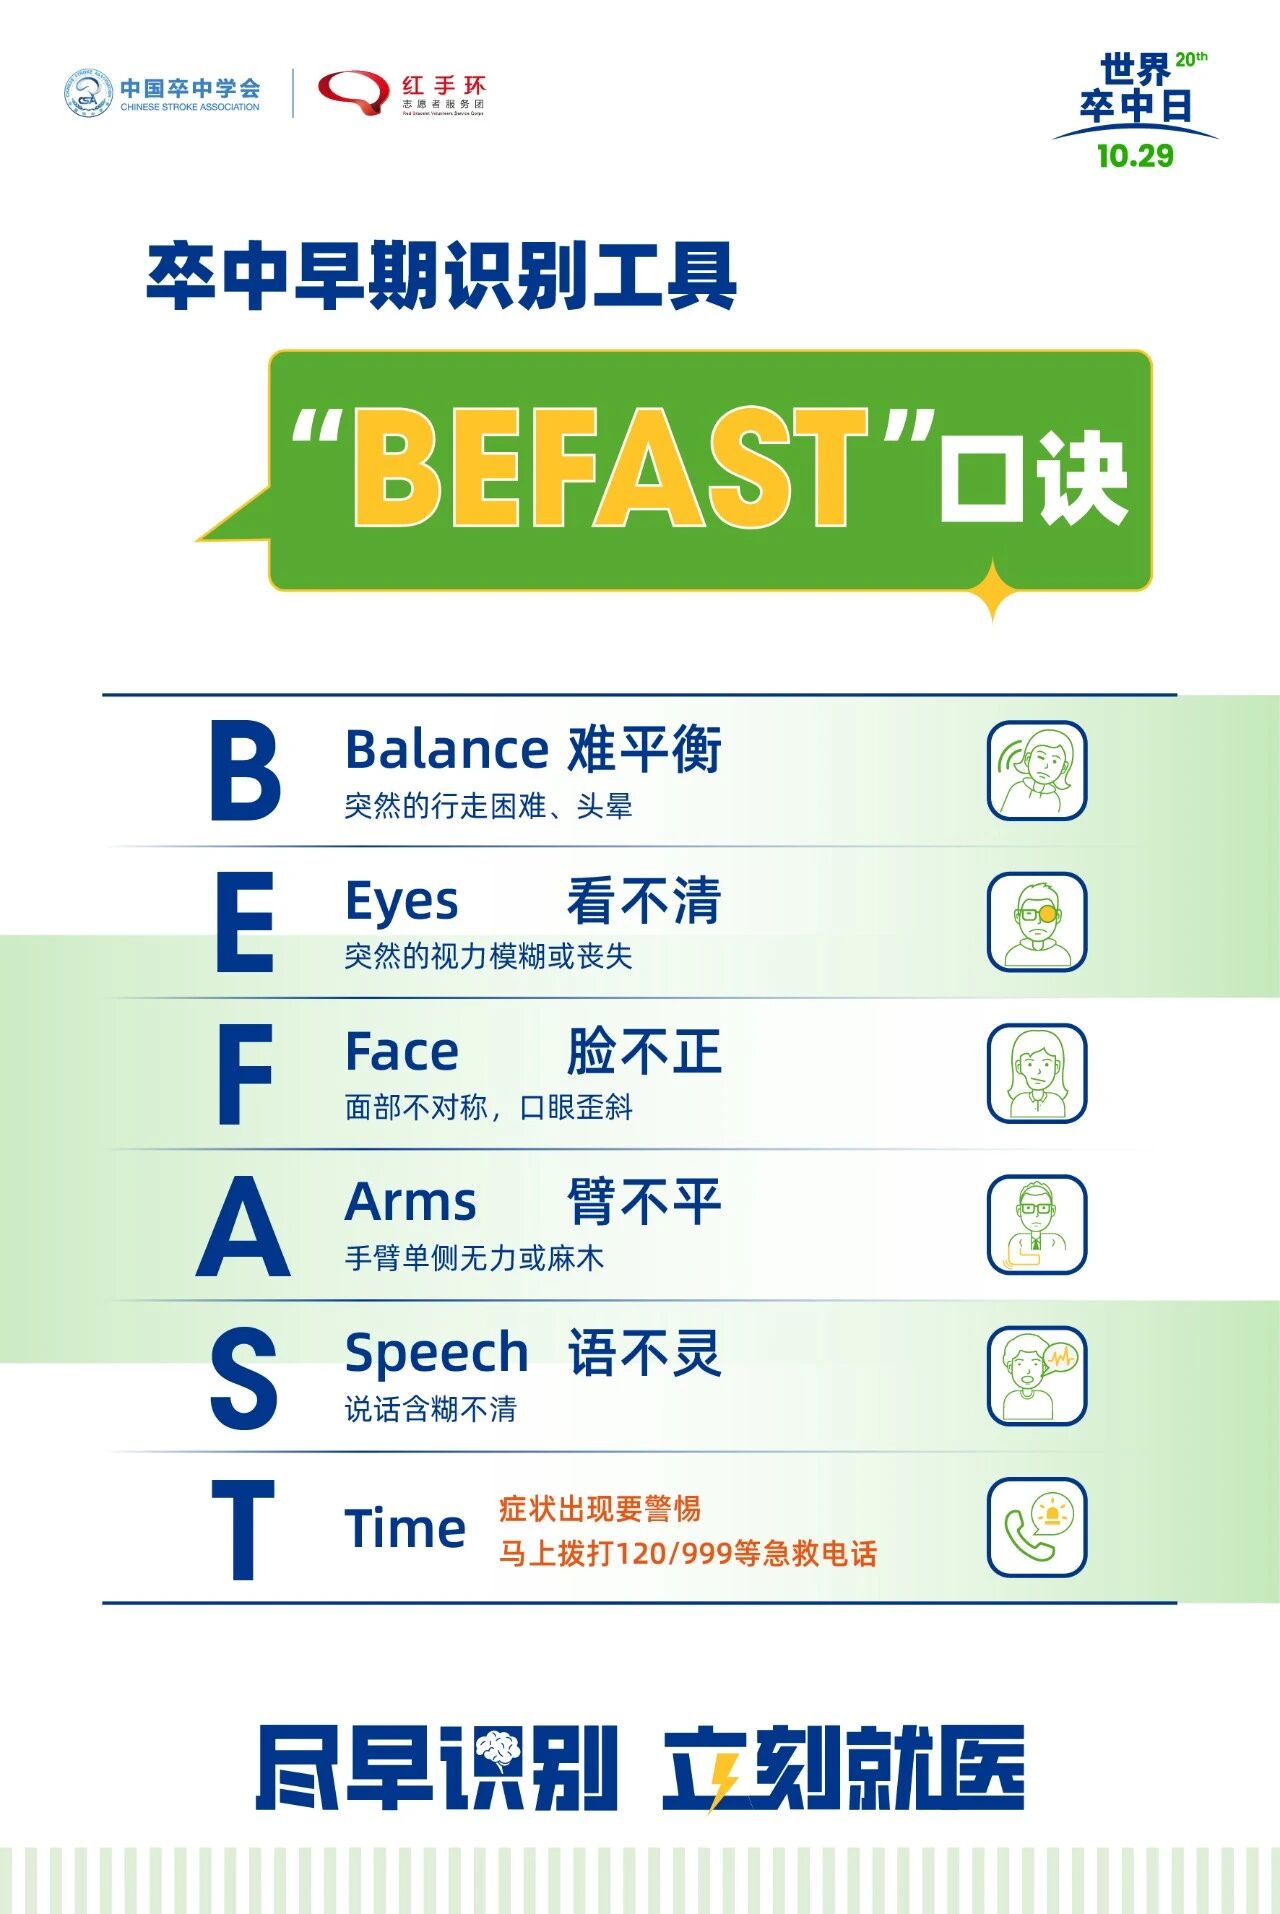 中国卒中学会
CHINESE STROKE ASSOCIATION
红手环
志愿者服务团
Red Bracelet Volunteers Service Corps
世界 20th
卒中日
10.29
卒中早期识别工具
“BEFAST”口诀
B
Balance 难平衡
突然的行走困难、头晕
E
Eyes 看不清
突然的视力模糊或丧失
F
Face 脸不正
面部不对称，口眼歪斜
A
Arms 臂不平
手臂单侧无力或麻木
S
Speech 语不灵
说话含糊不清
T
Time
症状出现要警惕
马上拨打120/999等急救电话
尽早识别 立刻就医